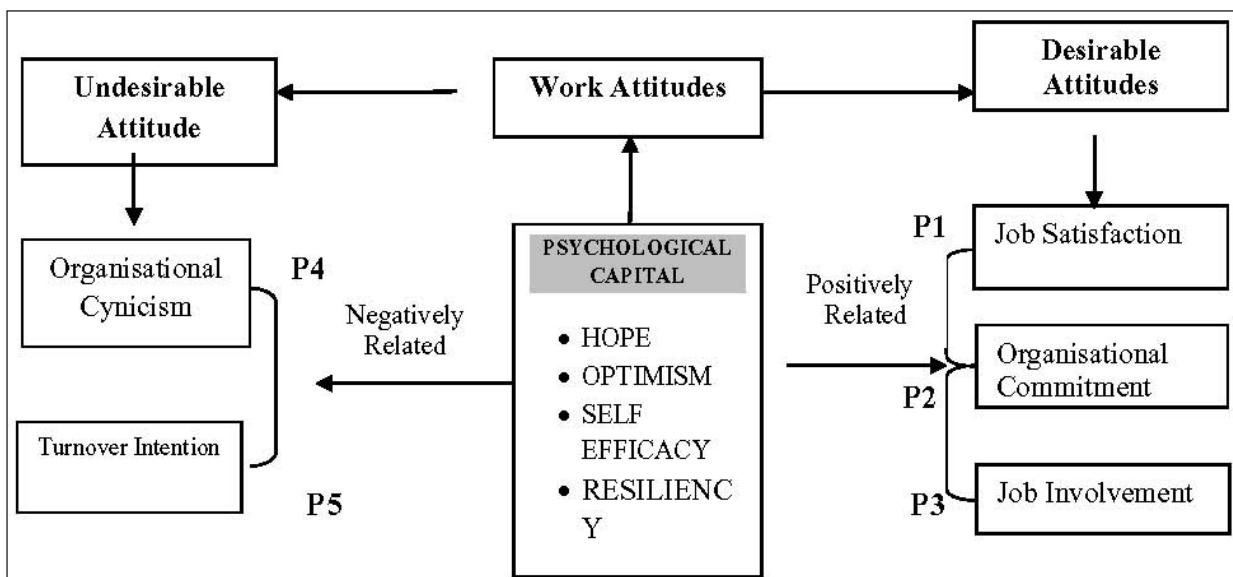 Undesirable
Attitude
Work Attitudes
Desirable
Attitudes
Organisational
Cynicism
P4
Negatively
Related
Turnover Intention
P5
PSYCHOLOGICAL
CAPITAL
• HOPE
• OPTIMISM
• SELF
EFFICACY
• RESILIENC
Y
Positively
Related
P1
Job Satisfaction
P2
Organisational
Commitment
P3
Job Involvement